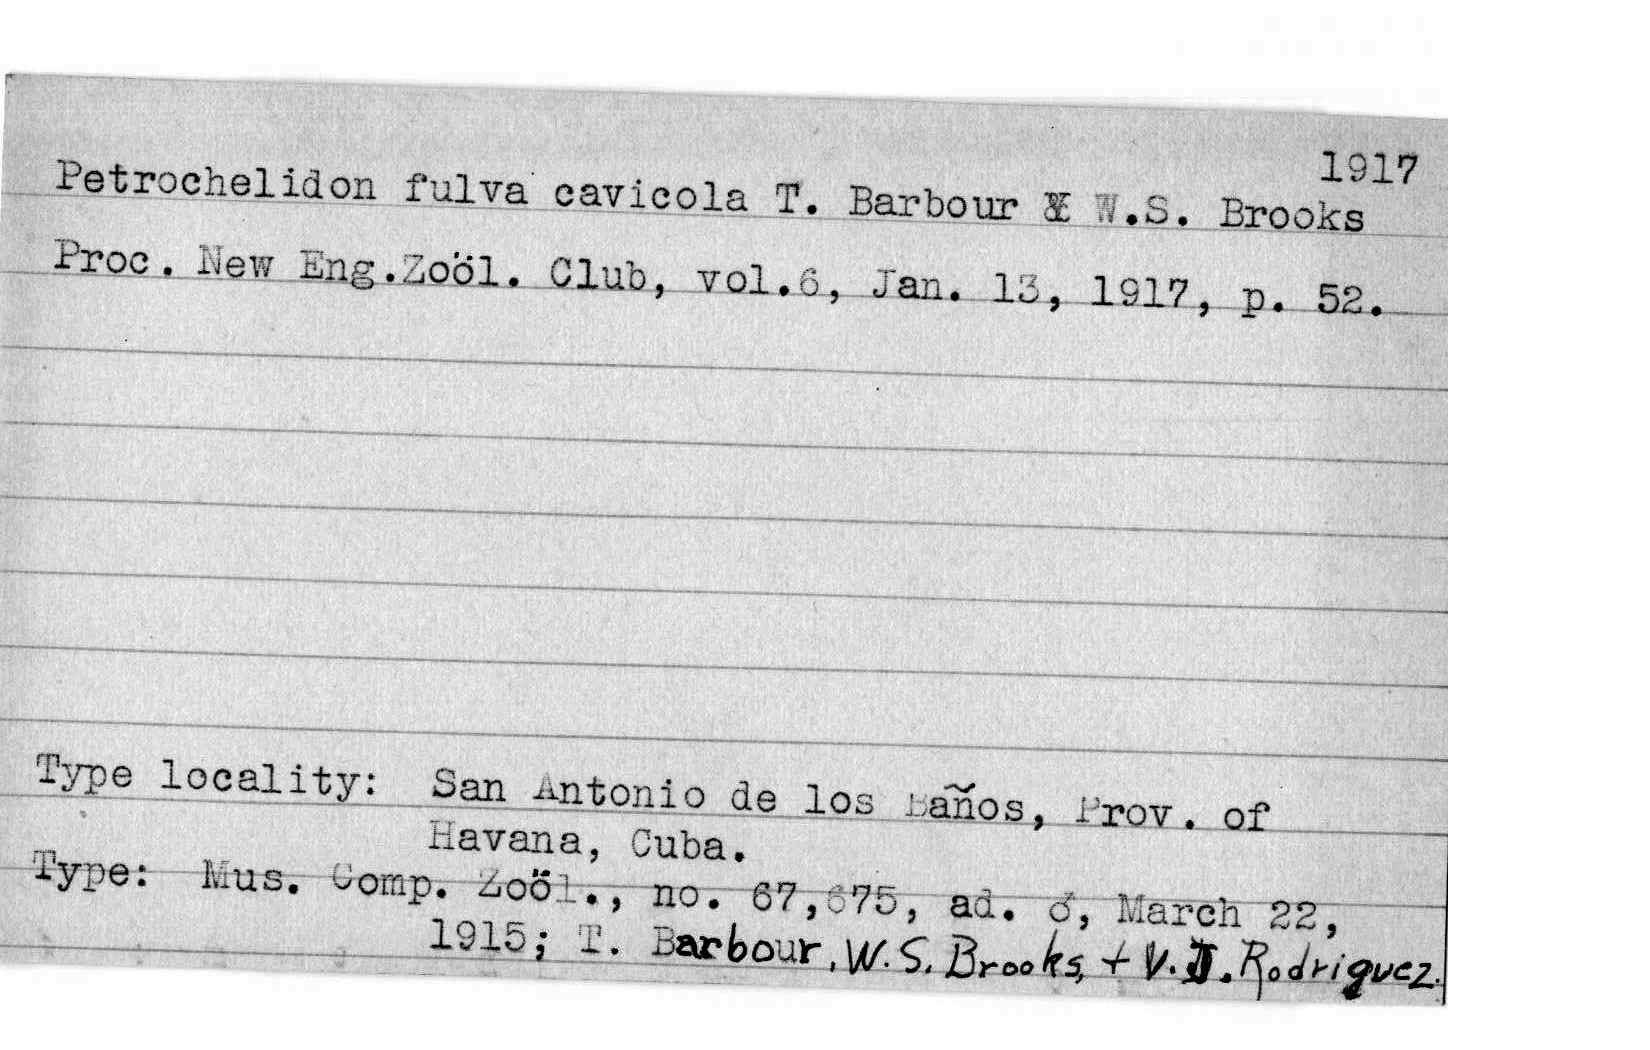 1917
Petrochelidon fulva cavicola T. Barbour & W.S. Brooks
Proc. New Eng.Zoöl. Club, vol.6, Jan. 13, 1917, p. 52.
Type locality: San Antonio de los Baños, Prov. of
Havana, Cuba.
Type: Mus. Comp. Zoöl., no. 67,675, ad. ♂, March 22,
1915; T. Barbour, W. S. Brooks, + V. J. Rodriguez.